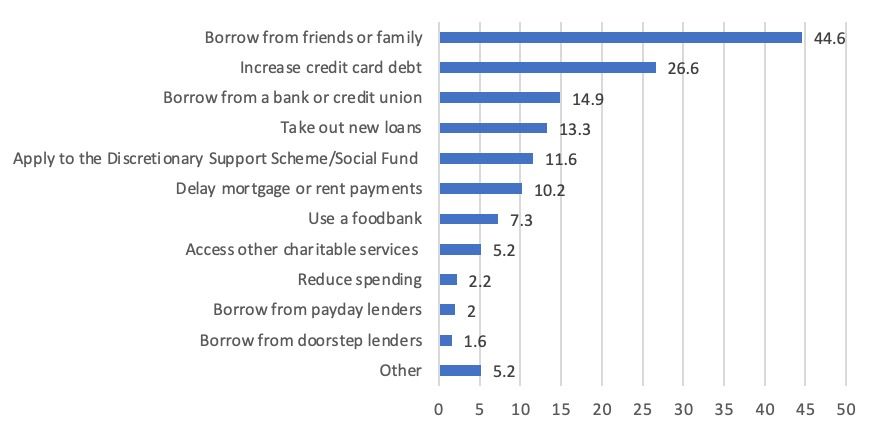 Borrow from friends or family 44.6
Increase credit card debt 26.6
Borrow from a bank or credit union 14.9
Take out new loans 13.3
Apply to the Discretionary Support Scheme/Social Fund 11.6
Delay mortgage or rent payments 10.2
Use a foodbank 7.3
Access other charitable services 5.2
Reduce spending 2.2
Borrow from payday lenders 2
Borrow from doorstep lenders 1.6
Other 5.2
0 5 10 15 20 25 30 35 40 45 50